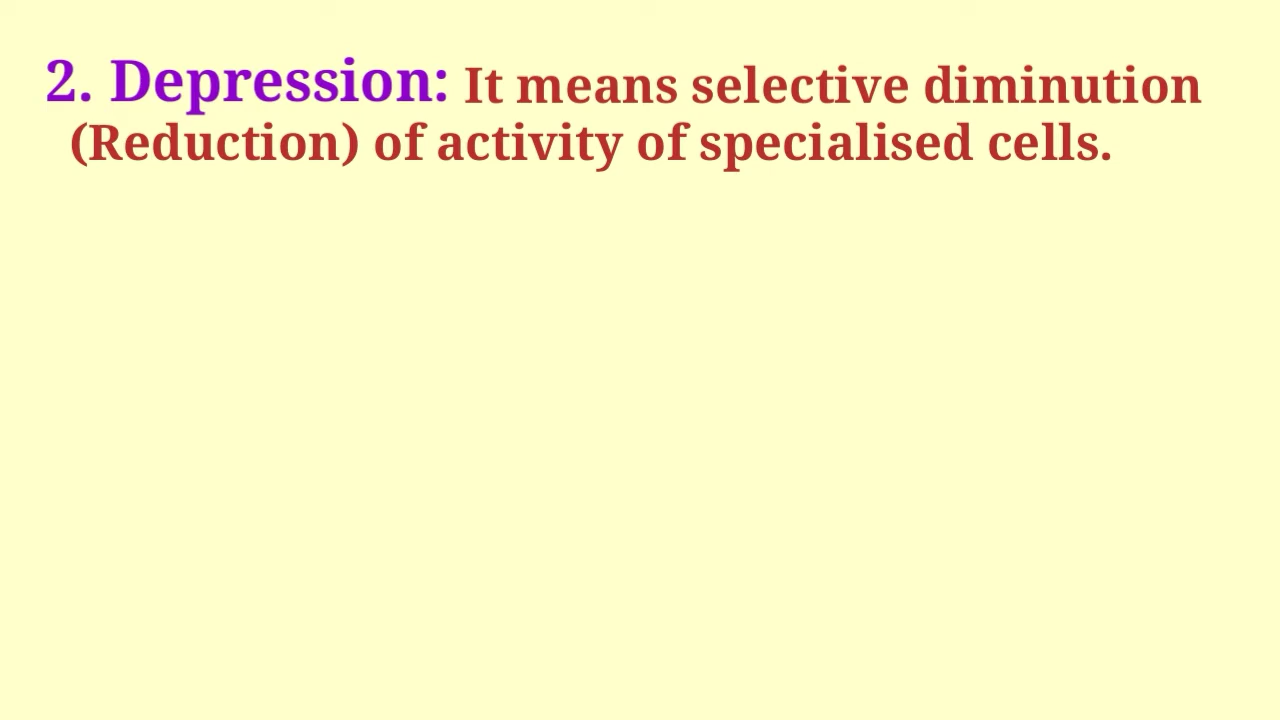 2. Depression: It means selective diminution
(Reduction) of activity of specialised cells.